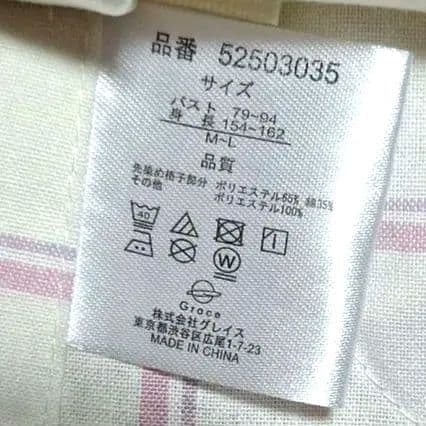 品番 52503035
サイズ
バスト 79-94
身 長 154-162
M-L
品質
先染め格子部分 ポリエステル65% 綿35%
その他 ポリエステル100%
40
W
Grace
株式会社グレイス
東京都渋谷区広尾1-7-23
MADE IN CHINA